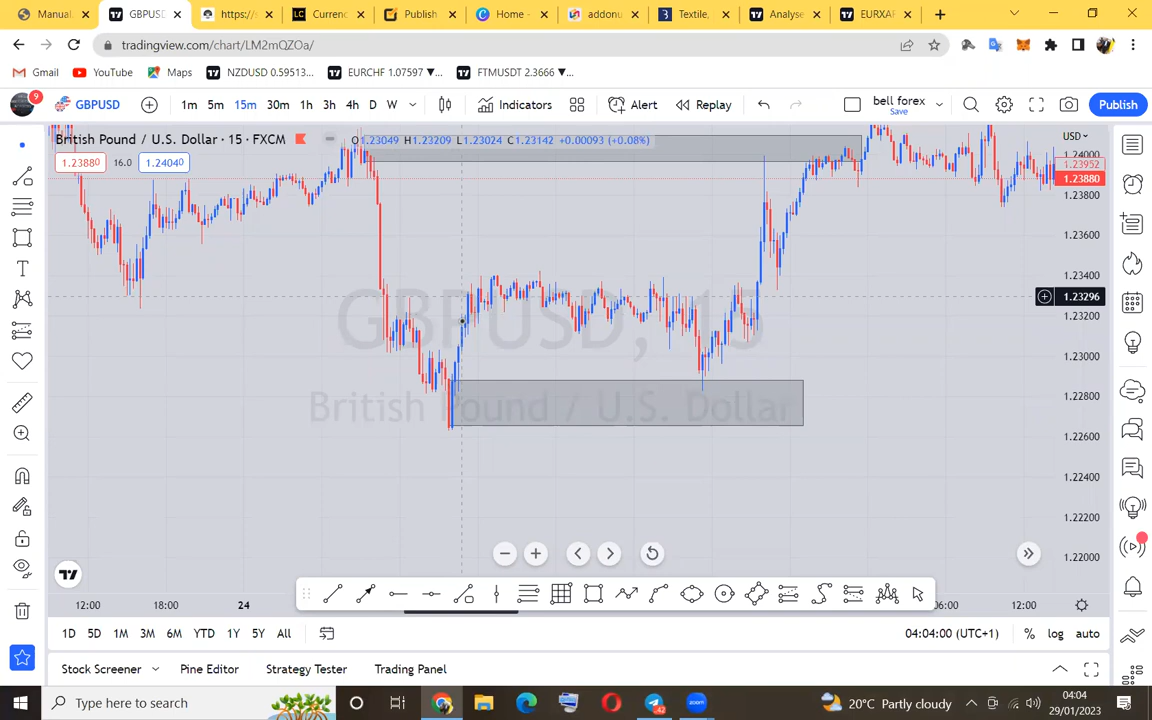 Manual.
GBPUSD
https://
Currenc
Publish
Home -
addonu
Textile,
Analyse
EURXAF
tradingview.com/chart/LM2mQZOa/
Gmail YouTube Maps NZDUSD 0.59513... EURCHF 1.07597 ▼... FTMUSDT 2.3666 ▼...
9 GBPUSD 1m 5m 15m 30m 1h 3h 4h D W Indicators Alert Replay bell forex Save Publish
British Pound / U.S. Dollar · 15 · FXCM O1.23049 H1.23209 L1.23024 C1.23142 +0.00093 (+0.08%) USD
1.23880 16.0 1.24040
1.24000
1.23952
1.23880
1.23800
1.23600
1.23400
1.23296
1.23200
1.23000
1.22800
1.22600
1.22400
1.22200
1.22000
GBPUSD, 15
British Pound / U.S. Dollar
12:00 18:00 24 06:00 12:00
1D 5D 1M 3M 6M YTD 1Y 5Y All 04:04:00 (UTC+1) % log auto
Stock Screener Pine Editor Strategy Tester Trading Panel
Type here to search 20°C Partly cloudy 04:04
29/01/2023